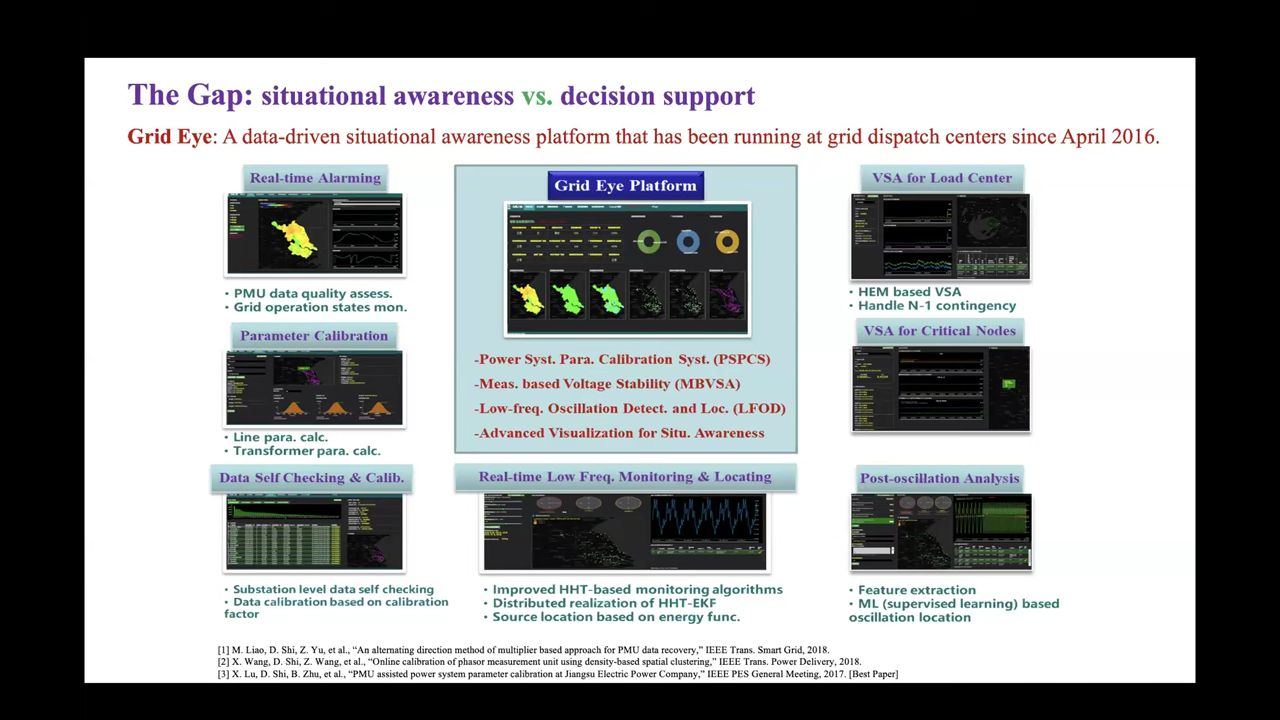 The Gap: situational awareness vs. decision support
Grid Eye: A data-driven situational awareness platform that has been running at grid dispatch centers since April 2016.
Real-time Alarming
• PMU data quality assess.
• Grid operation states mon.
Parameter Calibration
• Line para. calc.
• Transformer para. calc.
Data Self Checking & Calib.
• Substation level data self checking
• Data calibration based on calibration
factor
Grid Eye Platform
-Power Syst. Para. Calibration Syst. (PSPCS)
-Meas. based Voltage Stability (MBVSA)
-Low-freq. Oscillation Detect. and Loc. (LFOD)
-Advanced Visualization for Situ. Awareness
Real-time Low Freq. Monitoring & Locating
• Improved HHT-based monitoring algorithms
• Distributed realization of HHT-EKF
• Source location based on energy func.
VSA for Load Center
• HEM based VSA
• Handle N-1 contingency
VSA for Critical Nodes
Post-oscillation Analysis
• Feature extraction
• ML (supervised learning) based
oscillation location
[1] M. Liao, D. Shi, Z. Yu, et al., “An alternating direction method of multiplier based approach for PMU data recovery,” IEEE Trans. Smart Grid, 2018.
[2] X. Wang, D. Shi, Z. Wang, et al., “Online calibration of phasor measurement unit using density-based spatial clustering,” IEEE Trans. Power Delivery, 2018.
[3] X. Lu, D. Shi, B. Zhu, et al., “PMU assisted power system parameter calibration at Jiangsu Electric Power Company,” IEEE PES General Meeting, 2017. [Best Paper]